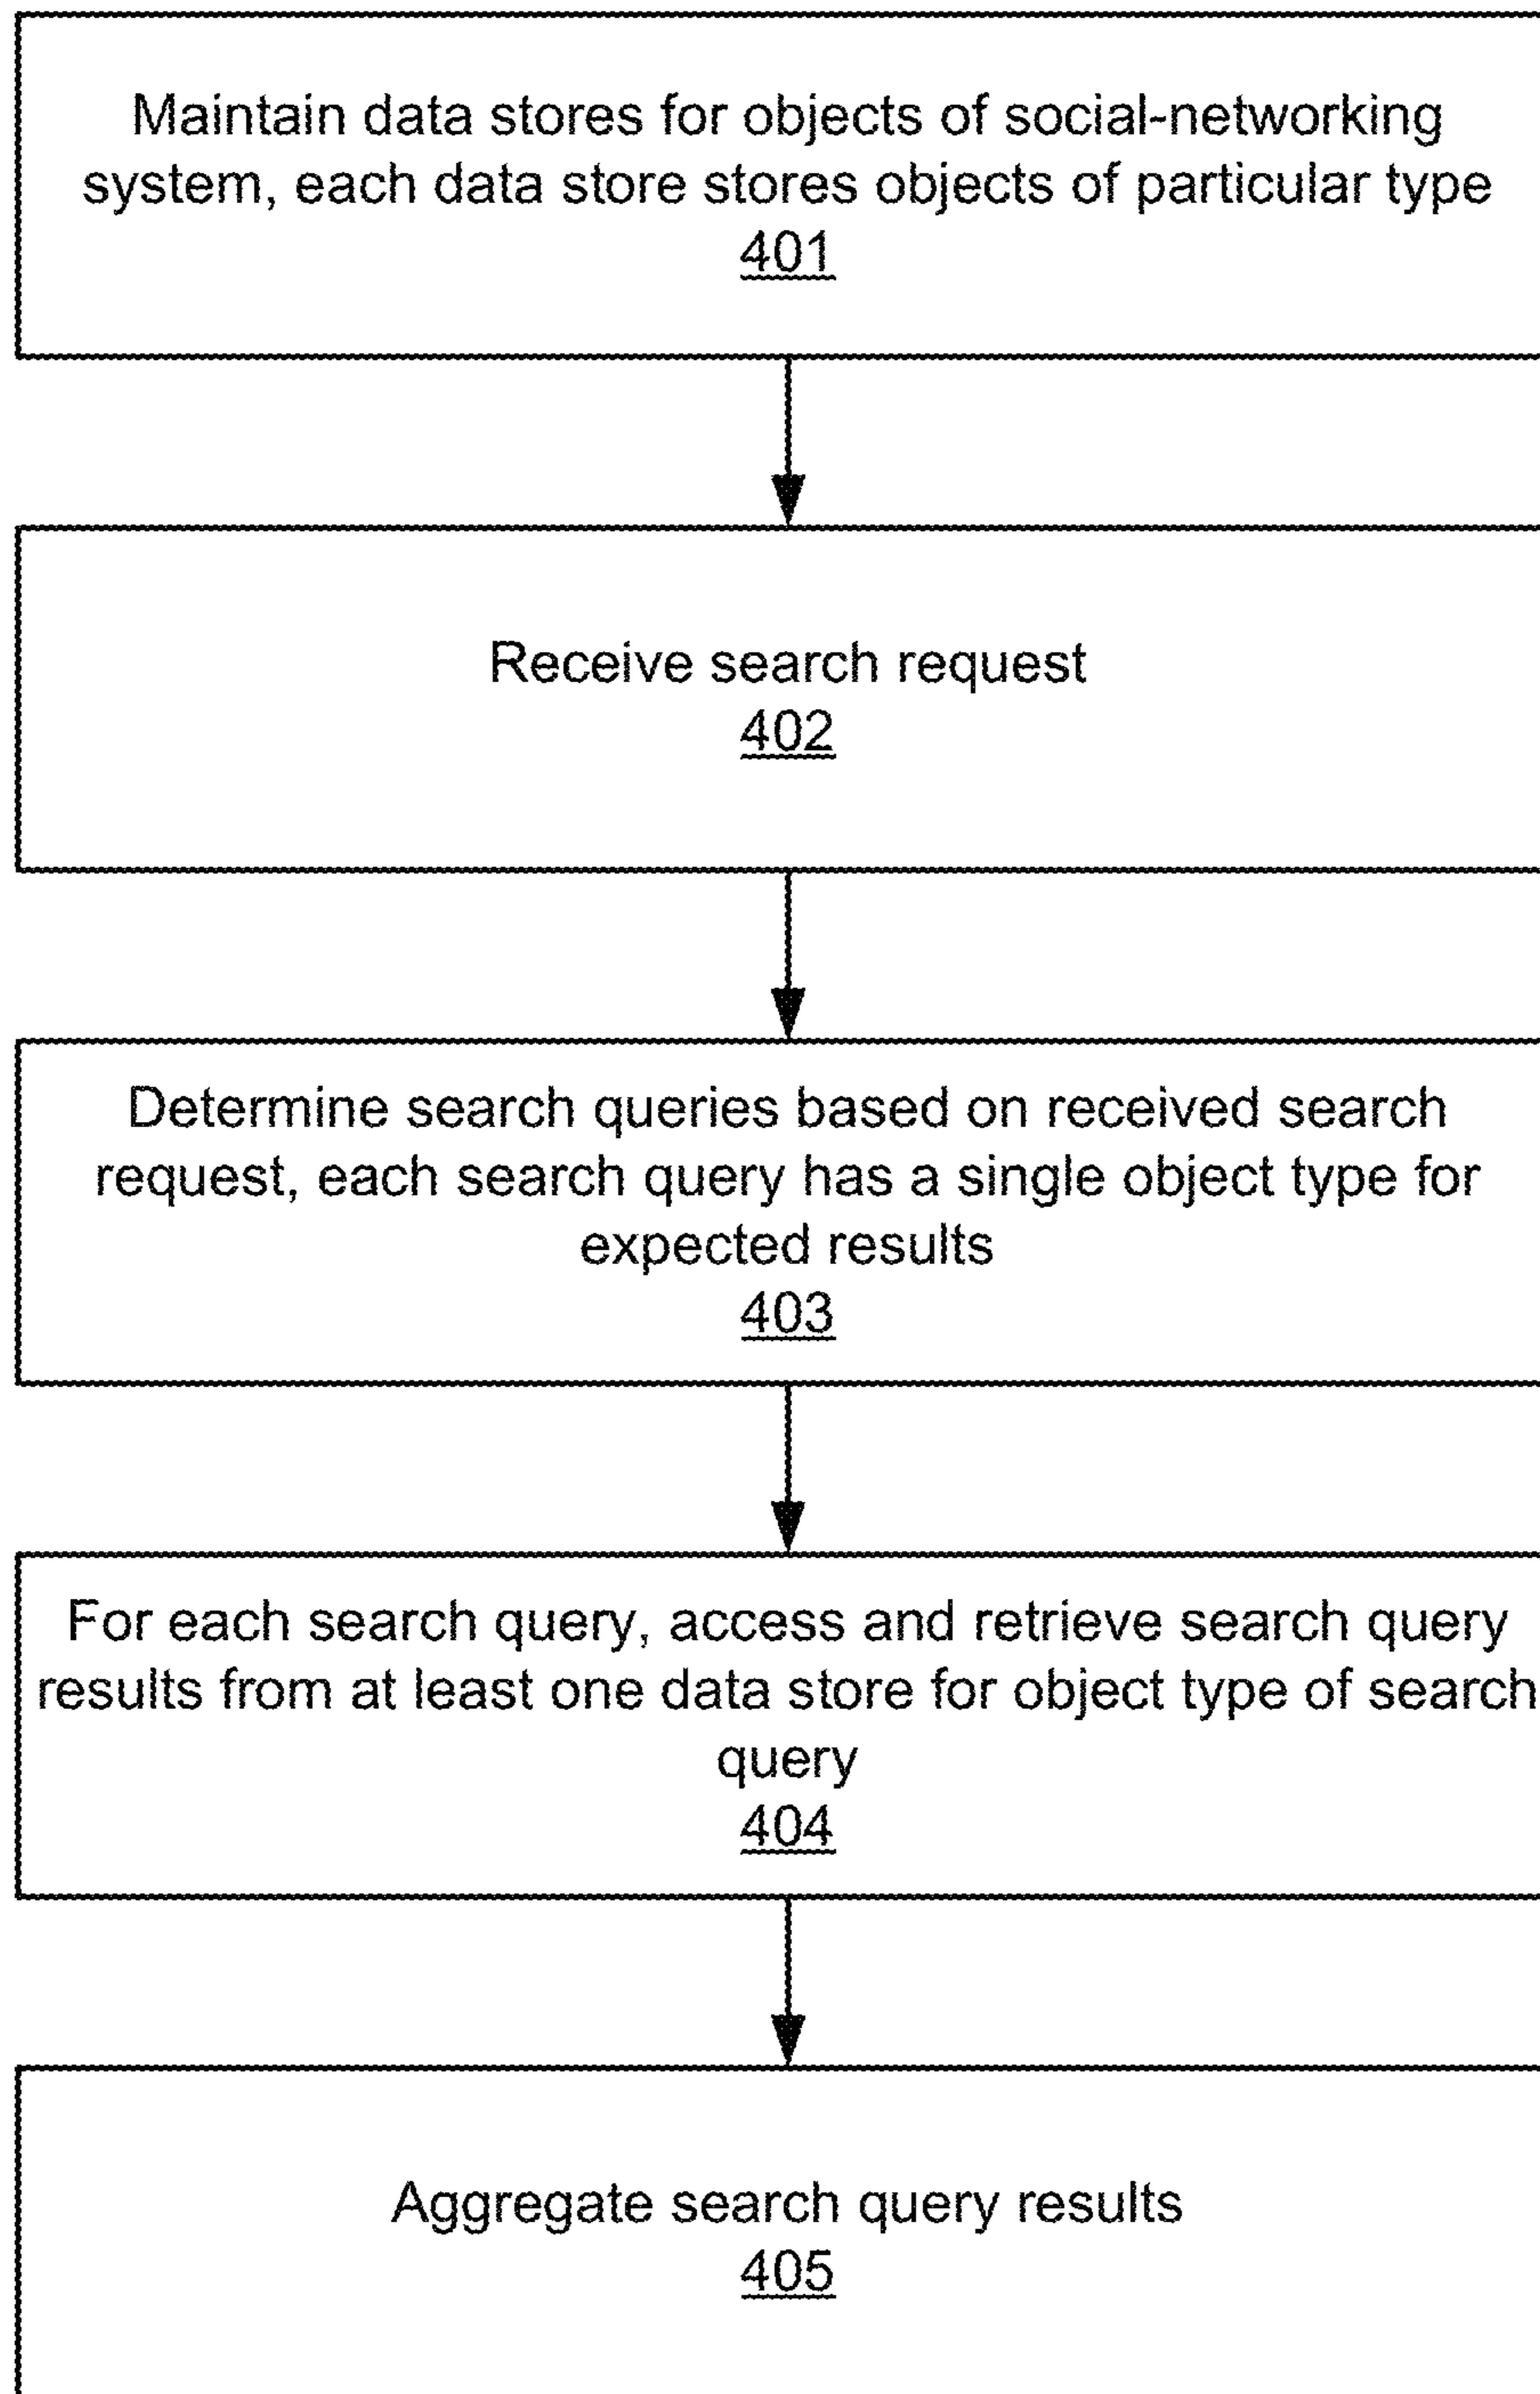 Maintain data stores for objects of social-networking
system, each data store stores objects of particular type
401
Receive search request
402
Determine search queries based on received search
request, each search query has a single object type for
expected results
403
For each search query, access and retrieve search query
results from at least one data store for object type of search
query
404
Aggregate search query results
405